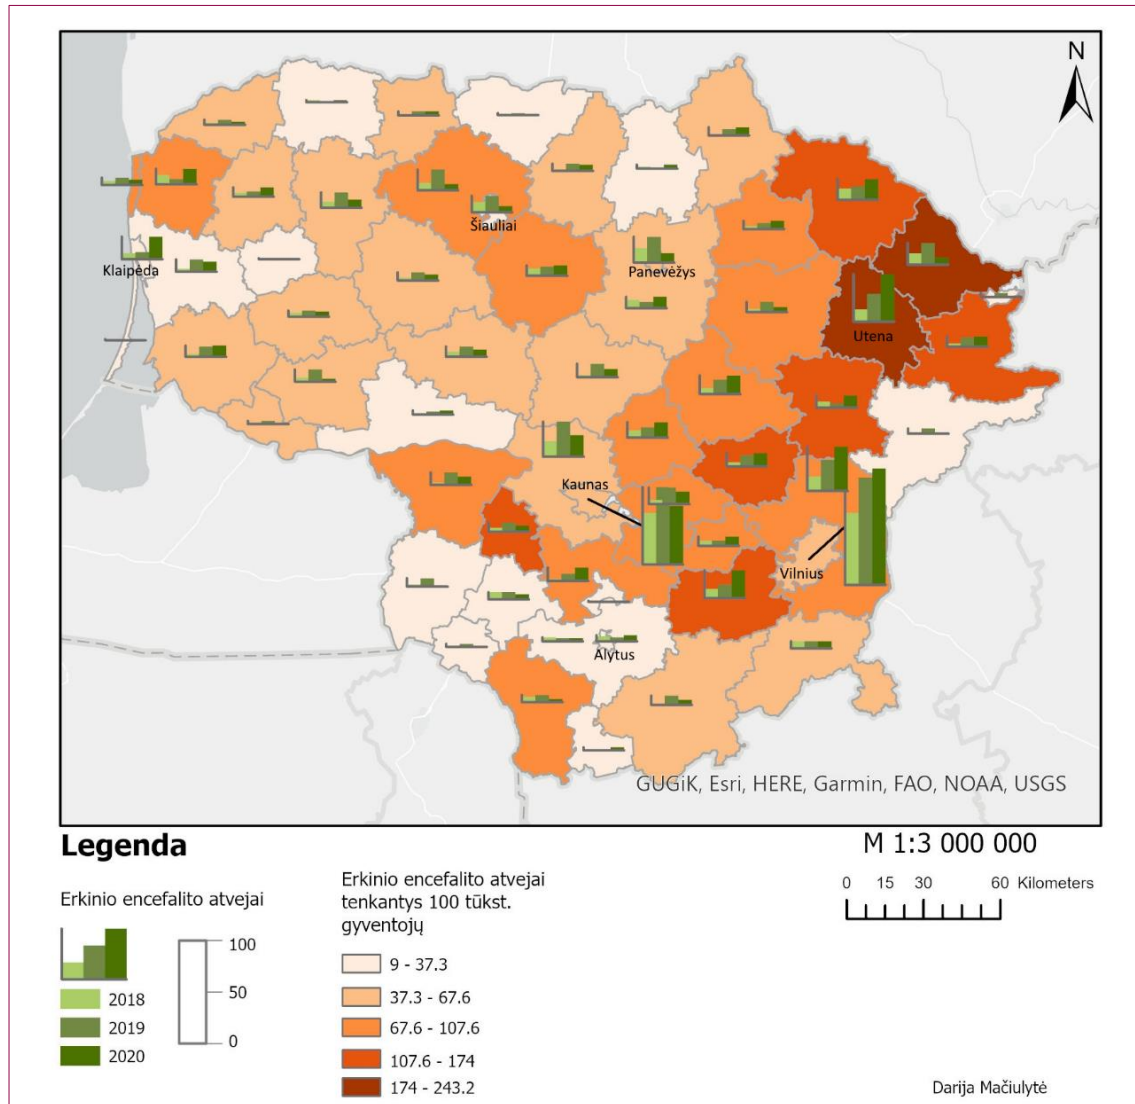 N
Klaipėda
Šiauliai
Panevėžys
Utena
Kaunas
Vilnius
Alytus
GUGiK, Esri, HERE, Garmin, FAO, NOAA, USGS
Legenda
M 1:3 000 000
Erkinio encefalito atvejai
100
50
0
2018
2019
2020
Erkinio encefalito atvejai
tenkantys 100 tūkst.
gyventojų
9 - 37.3
37.3 - 67.6
67.6 - 107.6
107.6 - 174
174 - 243.2
0 15 30 60 Kilometers
Darija Mačiulytė